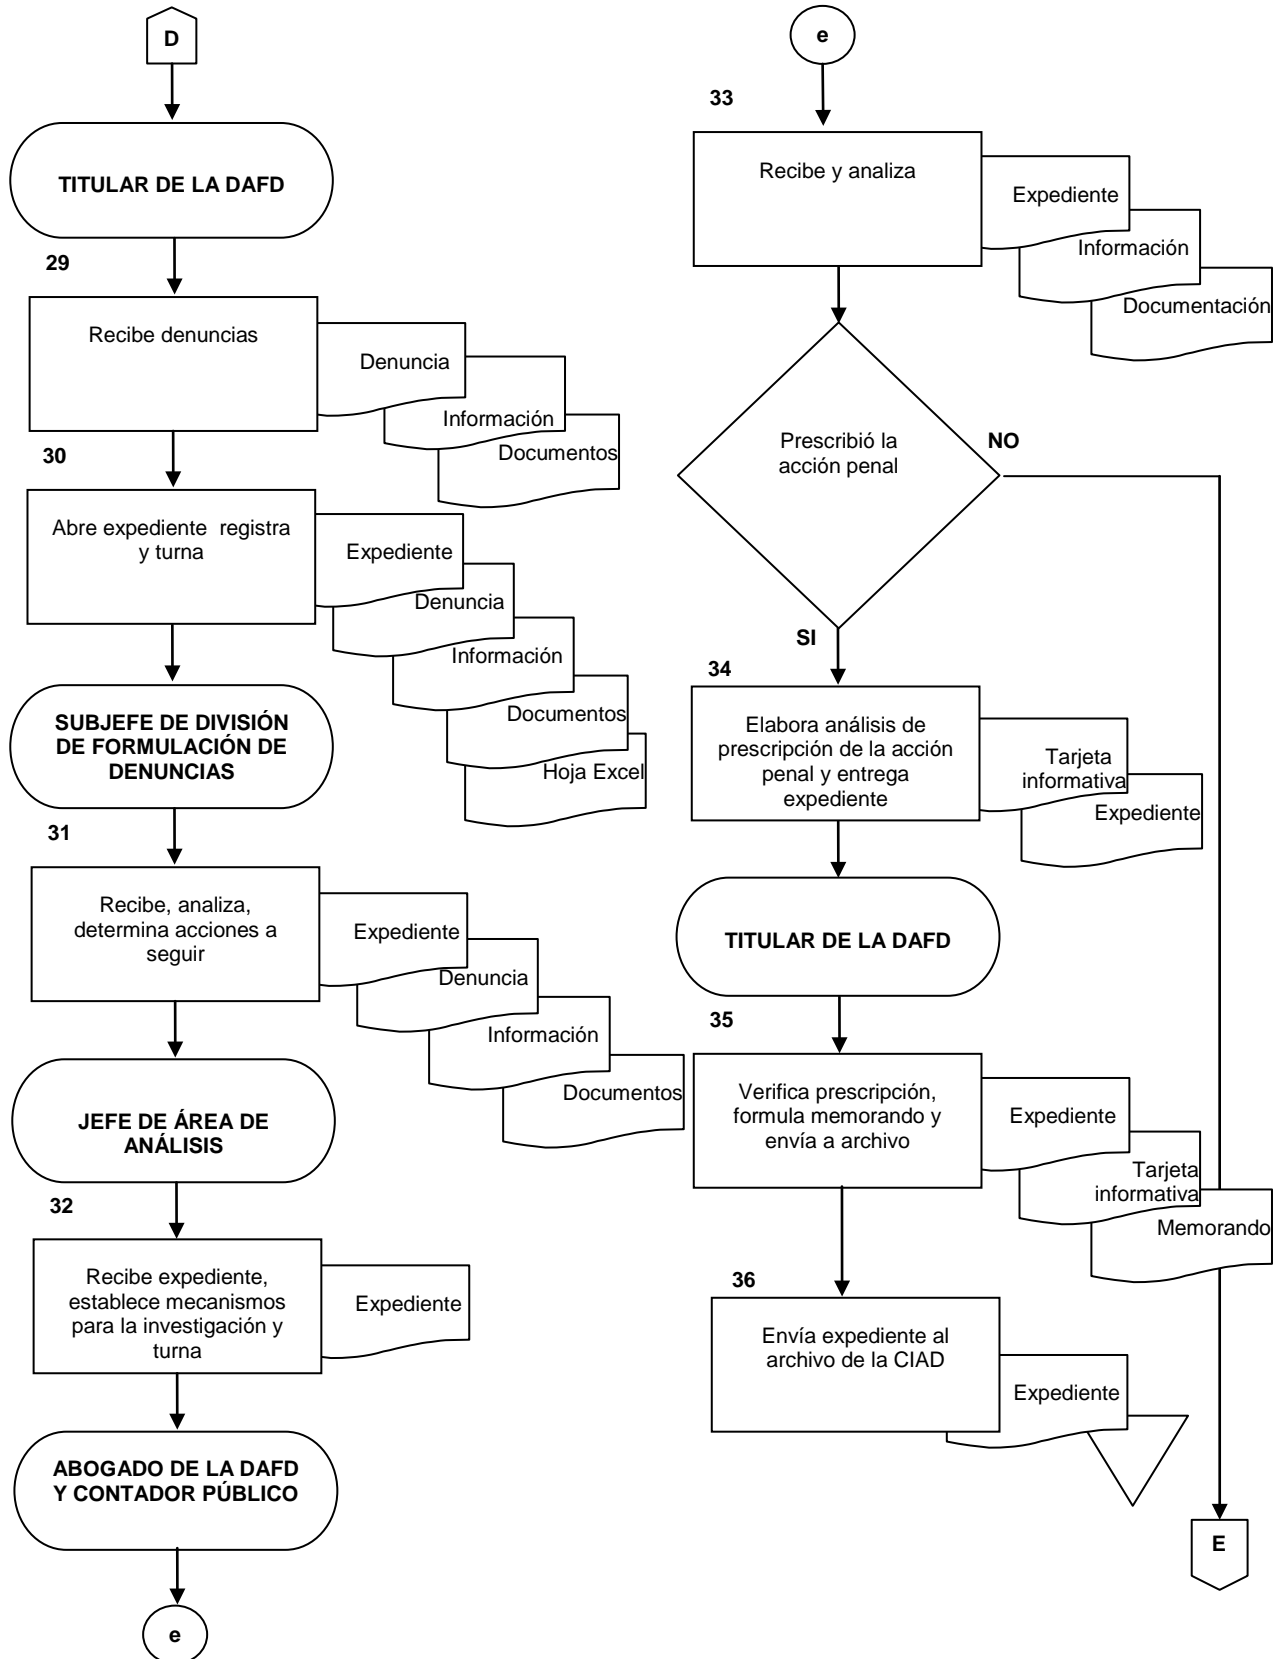 D
TITULAR DE LA DAFD
29
Recibe denuncias
Denuncia
Información
Documentos
30
Abre expediente registra
y turna
Expediente
Denuncia
Información
Documentos
Hoja Excel
SUBJEFE DE DIVISIÓN
DE FORMULACIÓN DE
DENUNCIAS
31
Recibe, analiza,
determina acciones a
seguir
Expediente
Denuncia
Información
Documentos
JEFE DE ÁREA DE
ANÁLISIS
32
Recibe expediente,
establece mecanismos
para la investigación y
turna
Expediente
ABOGADO DE LA DAFD
Y CONTADOR PÚBLICO
e
e
33
Recibe y analiza
Expediente
Información
Documentación
Prescribió la
acción penal
NO
SI
34
Elabora análisis de
prescripción de la acción
penal y entrega
expediente
Tarjeta
informativa
Expediente
TITULAR DE LA DAFD
35
Verifica prescripción,
formula memorando y
envía a archivo
Expediente
Tarjeta
informativa
Memorando
36
Envía expediente al
archivo de la CIAD
Expediente
E